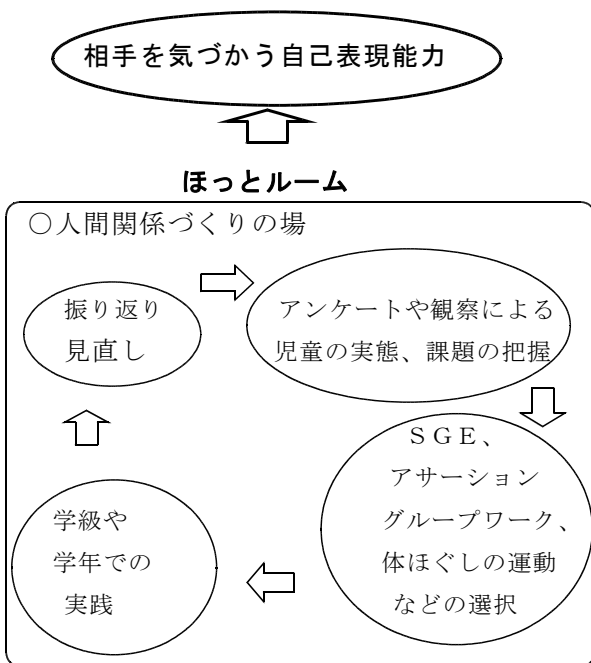 相手を気づかう自己表現能力
ほっとルーム
○人間関係づくりの場
振り返り
見直し
アンケートや観察による
児童の実態、課題の把握
ＳＧＥ、
アサーション
グループワーク、
体ほぐしの運動
などの選択
学級や
学年での
実践